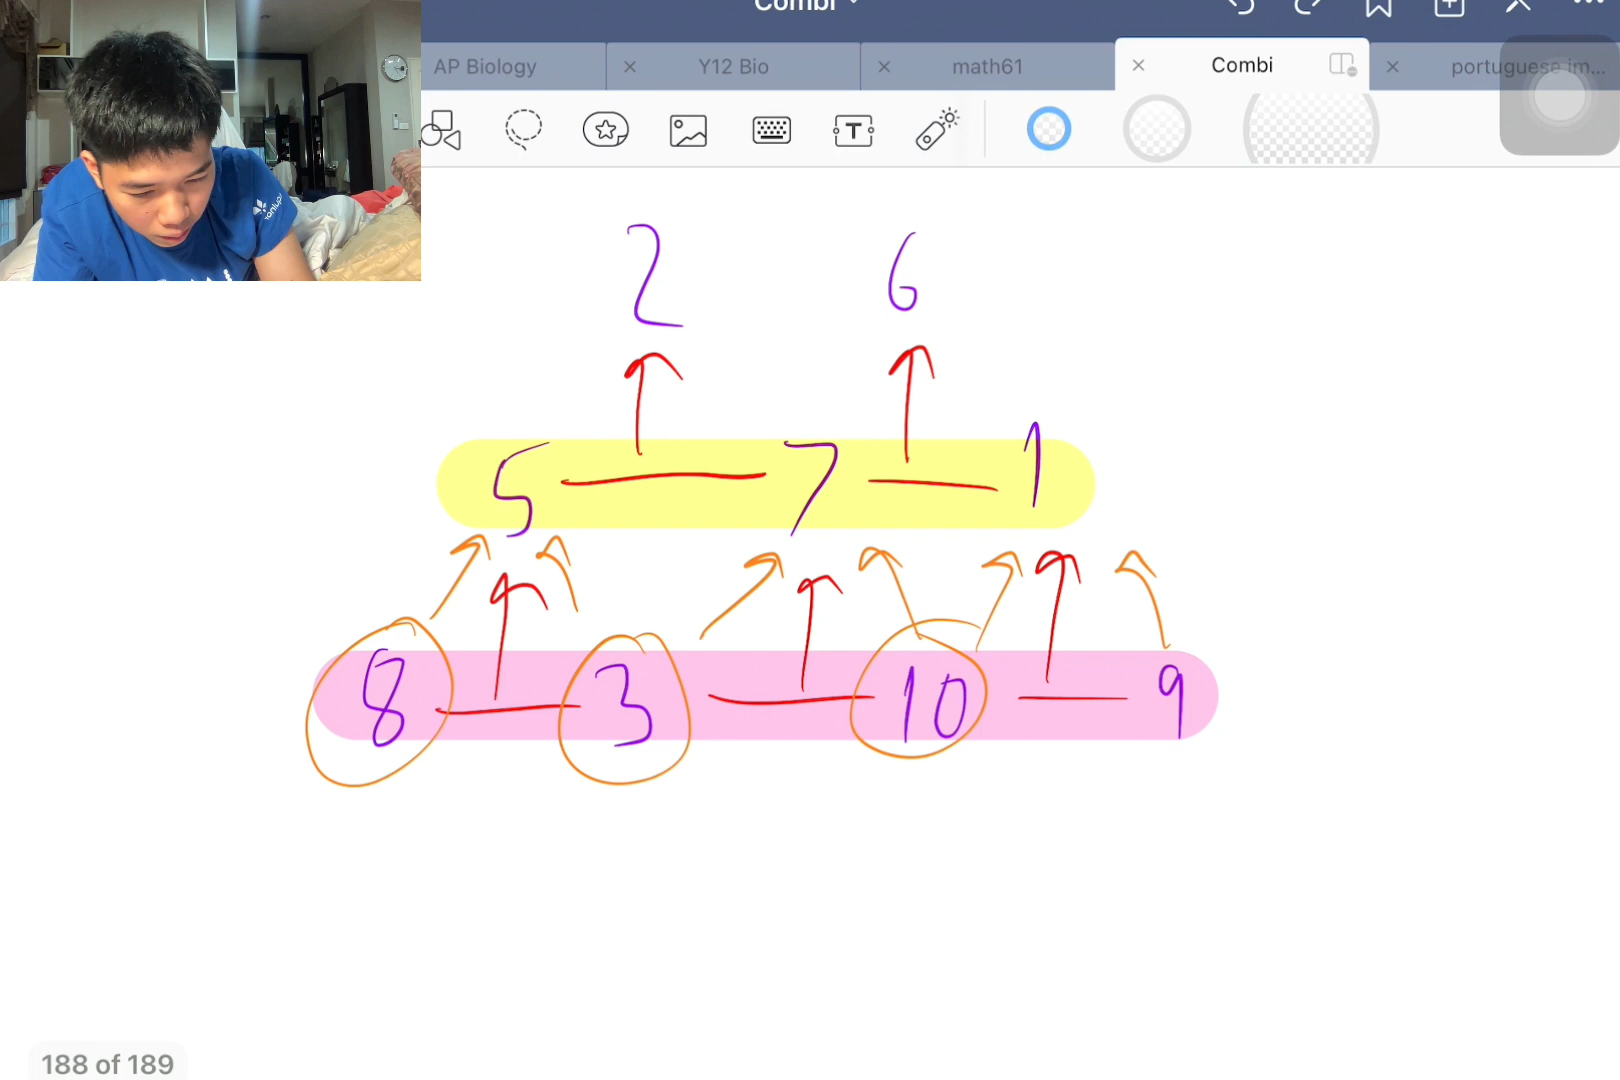 Combi
AP Biology
Y12 Bio
math61
Combi
portuguese im...
T
2 6
5 7 1
8 3 10 9
188 of 189